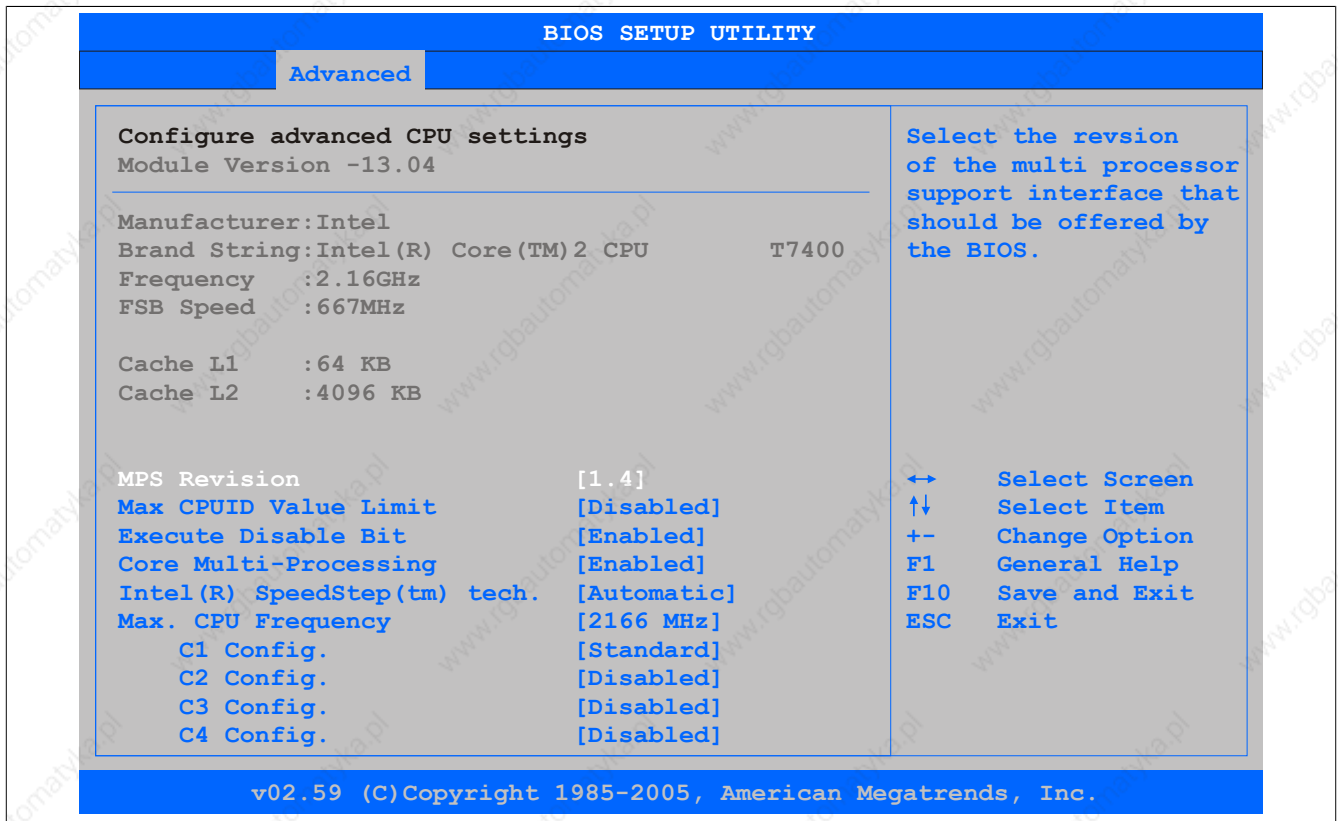 BIOS SETUP UTILITY
Advanced
Configure advanced CPU settings
Module Version -13.04
Manufacturer:Intel
Brand String:Intel(R) Core(TM)2 CPU T7400
Frequency :2.16GHz
FSB Speed :667MHz
Cache L1 :64 KB
Cache L2 :4096 KB
MPS Revision [1.4]
Max CPUID Value Limit [Disabled]
Execute Disable Bit [Enabled]
Core Multi-Processing [Enabled]
Intel(R) SpeedStep(tm) tech. [Automatic]
Max. CPU Frequency [2166 MHz]
C1 Config. [Standard]
C2 Config. [Disabled]
C3 Config. [Disabled]
C4 Config. [Disabled]
Select the revsion
of the multi processor
support interface that
should be offered by
the BIOS.
↔ Select Screen
↑↓ Select Item
+- Change Option
F1 General Help
F10 Save and Exit
ESC Exit
v02.59 (C)Copyright 1985-2005, American Megatrends, Inc.
www.rgbautomatyka.pl